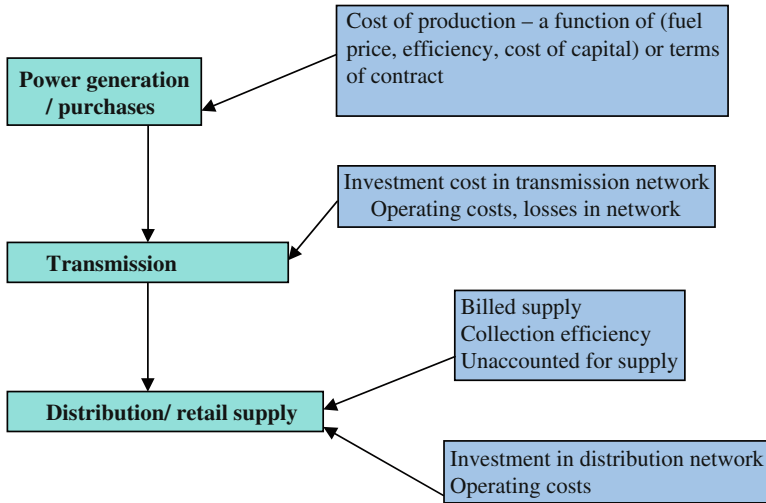 Cost of production – a function of (fuel
price, efficiency, cost of capital) or terms
of contract
Power generation
/ purchases
Investment cost in transmission network
Operating costs, losses in network
Transmission
Billed supply
Collection efficiency
Unaccounted for supply
Distribution/ retail supply
Investment in distribution network
Operating costs